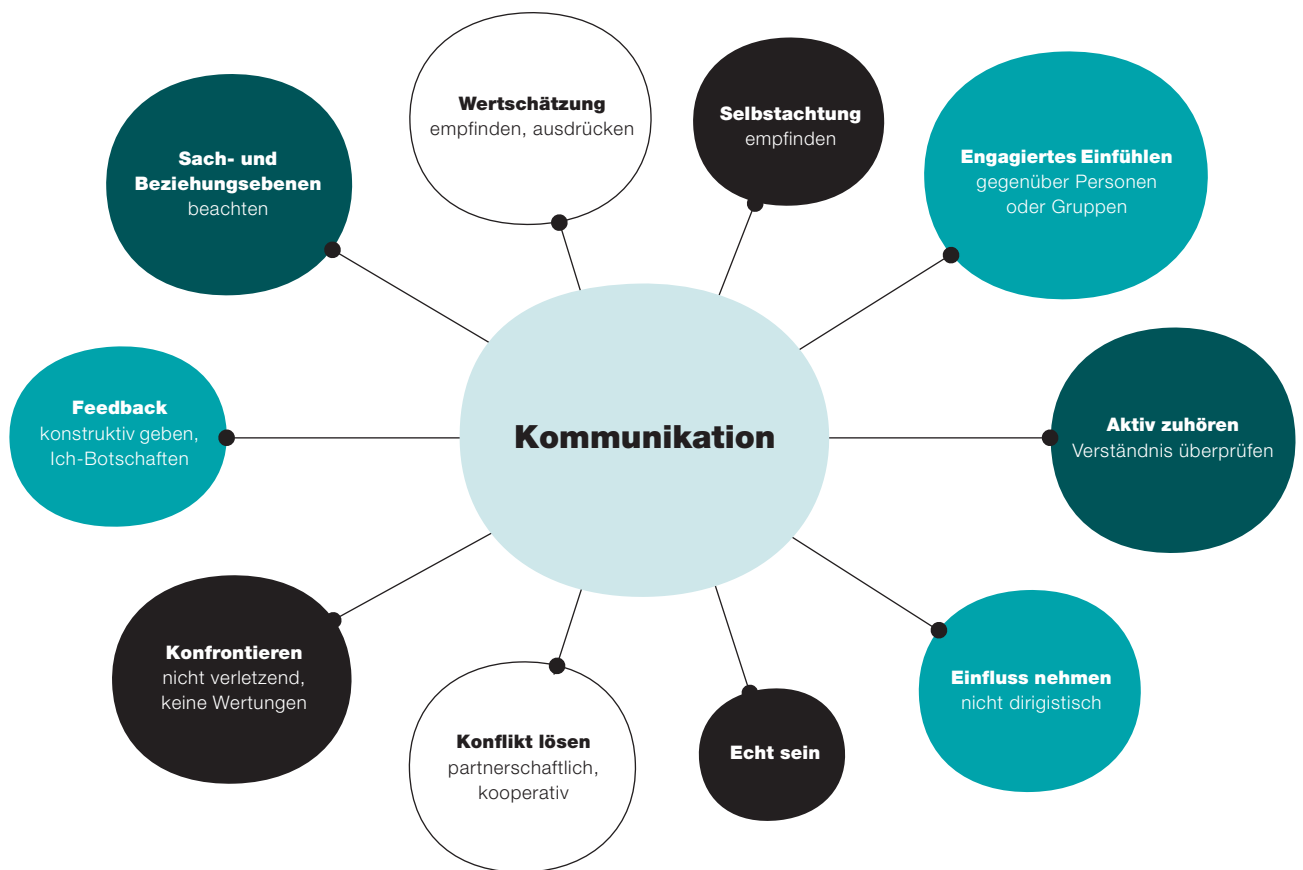 Wertschätzung
empfinden, ausdrücken
Selbstachtung
empfinden
Sach- und
Beziehungsebenen
beachten
Engagiertes Einfühlen
gegenüber Personen
oder Gruppen
Feedback
konstruktiv geben,
Ich-Botschaften
Kommunikation
Aktiv zuhören
Verständnis überprüfen
Konfrontieren
nicht verletzend,
keine Wertungen
Konflikt lösen
partnerschaftlich,
kooperativ
Echt sein
Einfluss nehmen
nicht dirigistisch